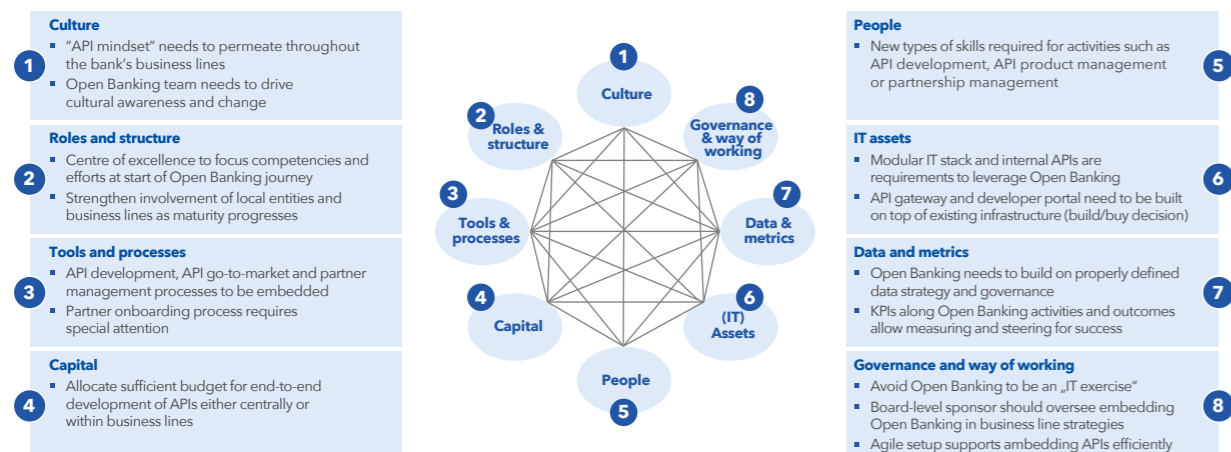 Culture
▪ “API mindset” needs to permeate throughout
the bank's business lines
▪ Open Banking team needs to drive
cultural awareness and change
1
Roles and structure
▪ Centre of excellence to focus competencies and
efforts at start of Open Banking journey
▪ Strengthen involvement of local entities and
business lines as maturity progresses
2
Tools and processes
▪ API development, API go-to-market and partner
management processes to be embedded
▪ Partner onboarding process requires
special attention
3
Capital
▪ Allocate sufficient budget for end-to-end
development of APIs either centrally or
within business lines
4
1
Culture
2
Roles &
structure
3
Tools &
processes
4
Capital
People
5
6
(IT)
Assets
7
Data &
metrics
8
Governance
& way of
working
People
▪ New types of skills required for activities such as
API development, API product management
or partnership management
5
IT assets
▪ Modular IT stack and internal APIs are
requirements to leverage Open Banking
▪ API gateway and developer portal need to be built
on top of existing infrastructure (build/buy decision)
6
Data and metrics
▪ Open Banking needs to build on properly defined
data strategy and governance
▪ KPIs along Open Banking activities and outcomes
allow measuring and steering for success
7
Governance and way of working
▪ Avoid Open Banking to be an „IT exercise“
▪ Board-level sponsor should oversee embedding
Open Banking in business line strategies
▪ Agile setup supports ambedding APIs efficiently
8